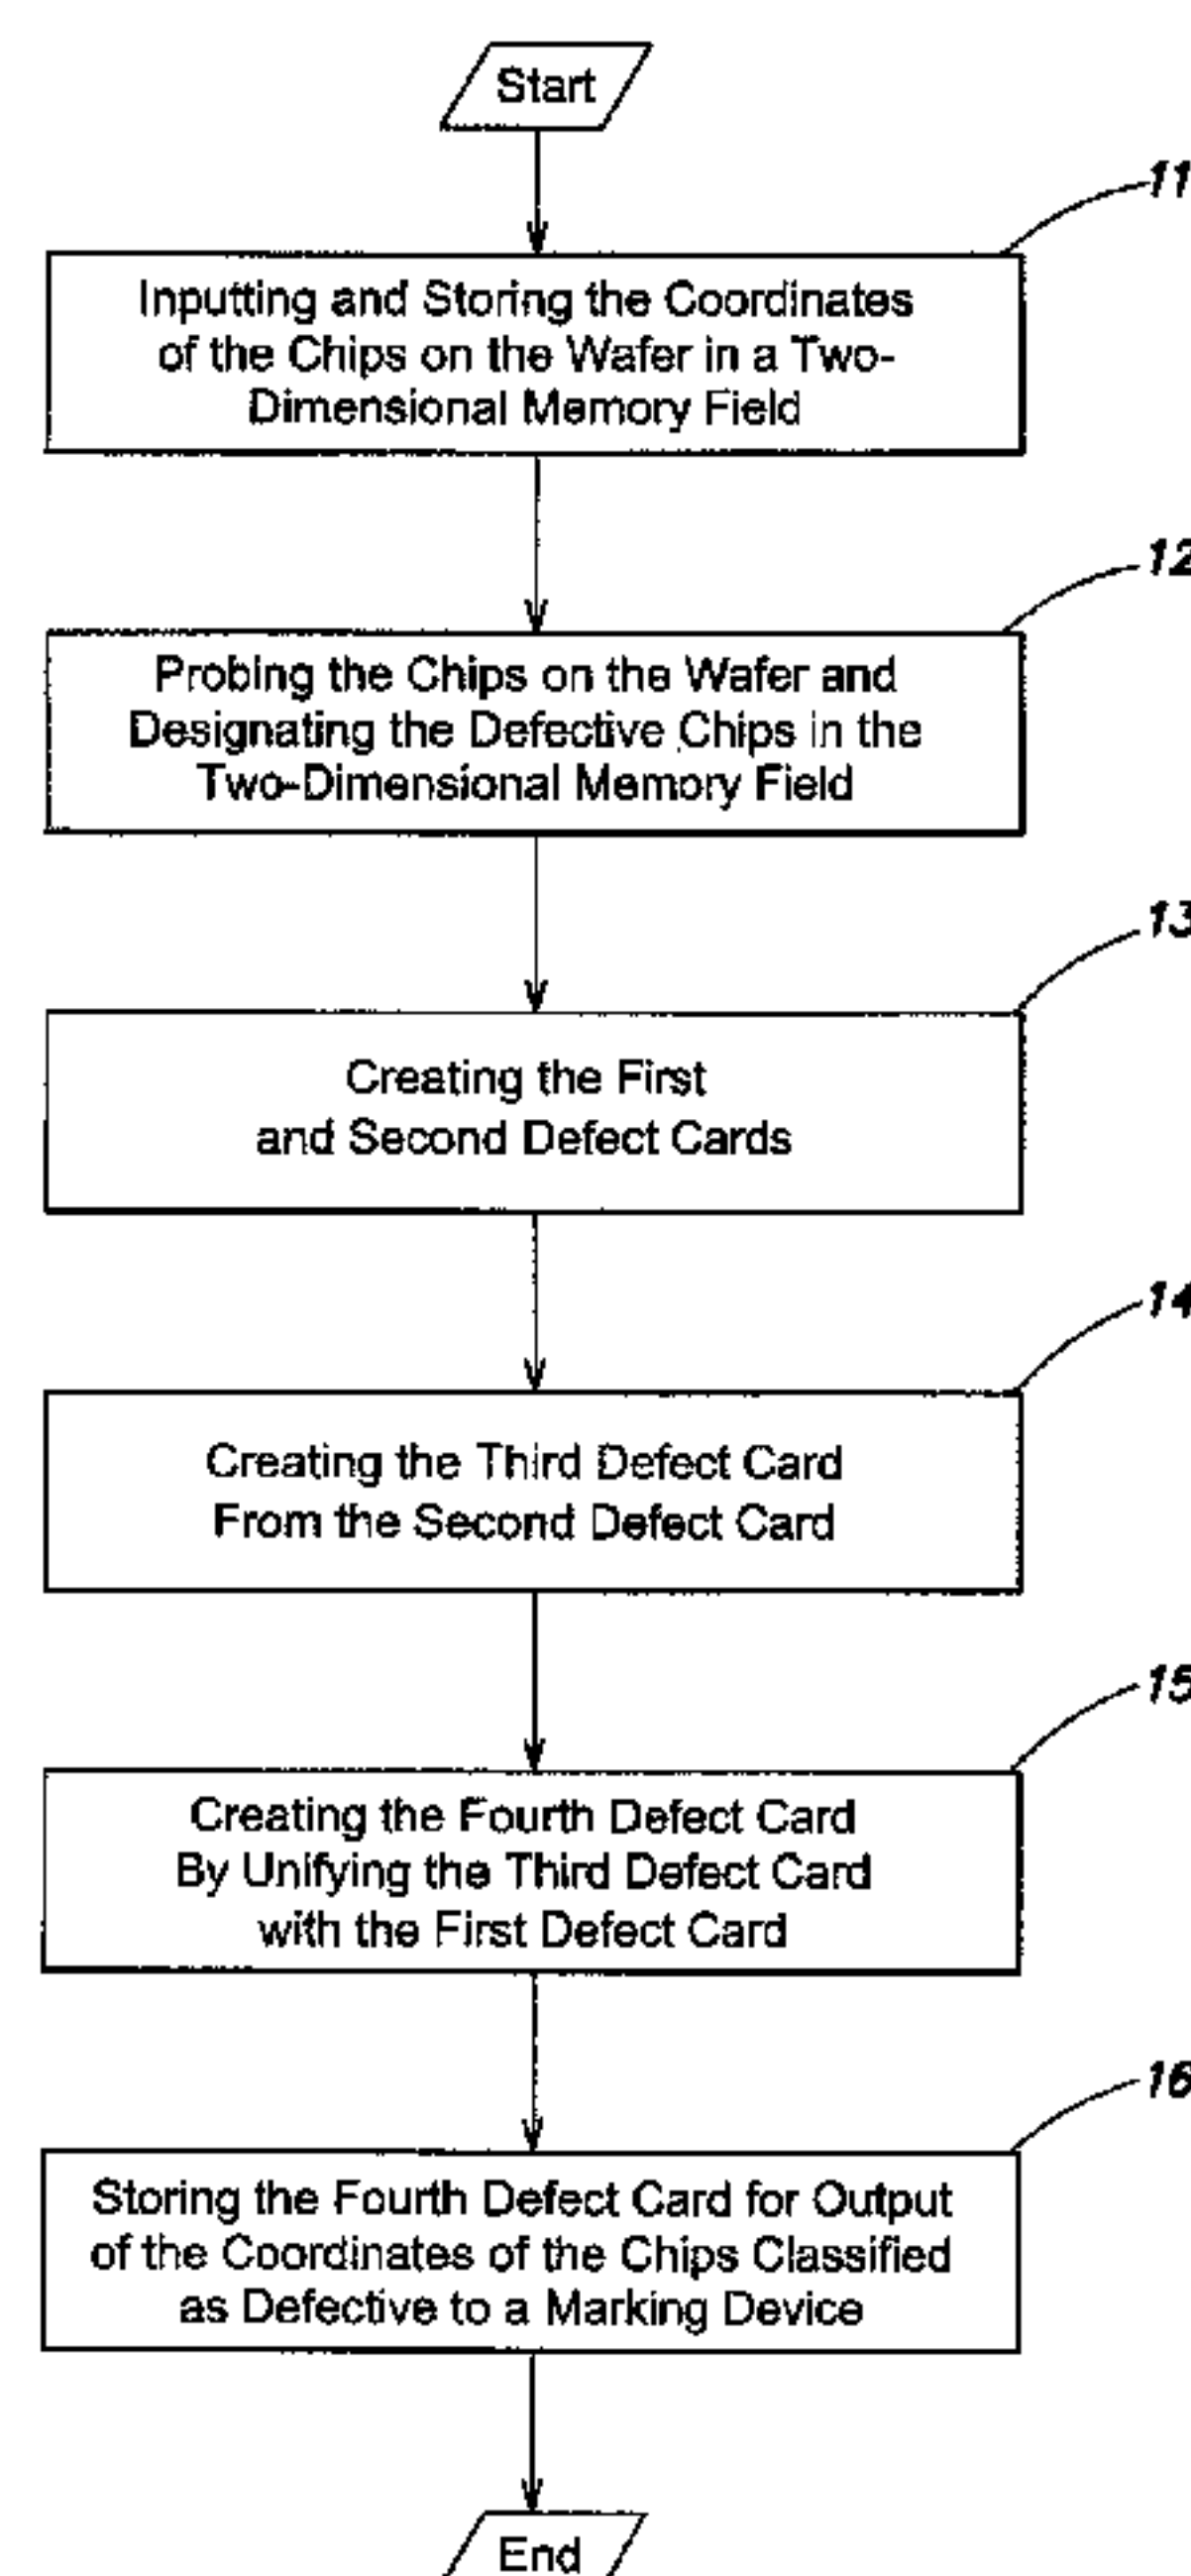 Start
11
Inputting and Storing the Coordinates
of the Chips on the Wafer in a Two-
Dimensional Memory Field
12
Probing the Chips on the Wafer and
Designating the Defective Chips in the
Two-Dimensional Memory Field
13
Creating the First
and Second Defect Cards
14
Creating the Third Defect Card
From the Second Defect Card
15
Creating the Fourth Defect Card
By Unifying the Third Defect Card
with the First Defect Card
16
Storing the Fourth Defect Card for Output
of the Coordinates of the Chips Classified
as Defective to a Marking Device
End